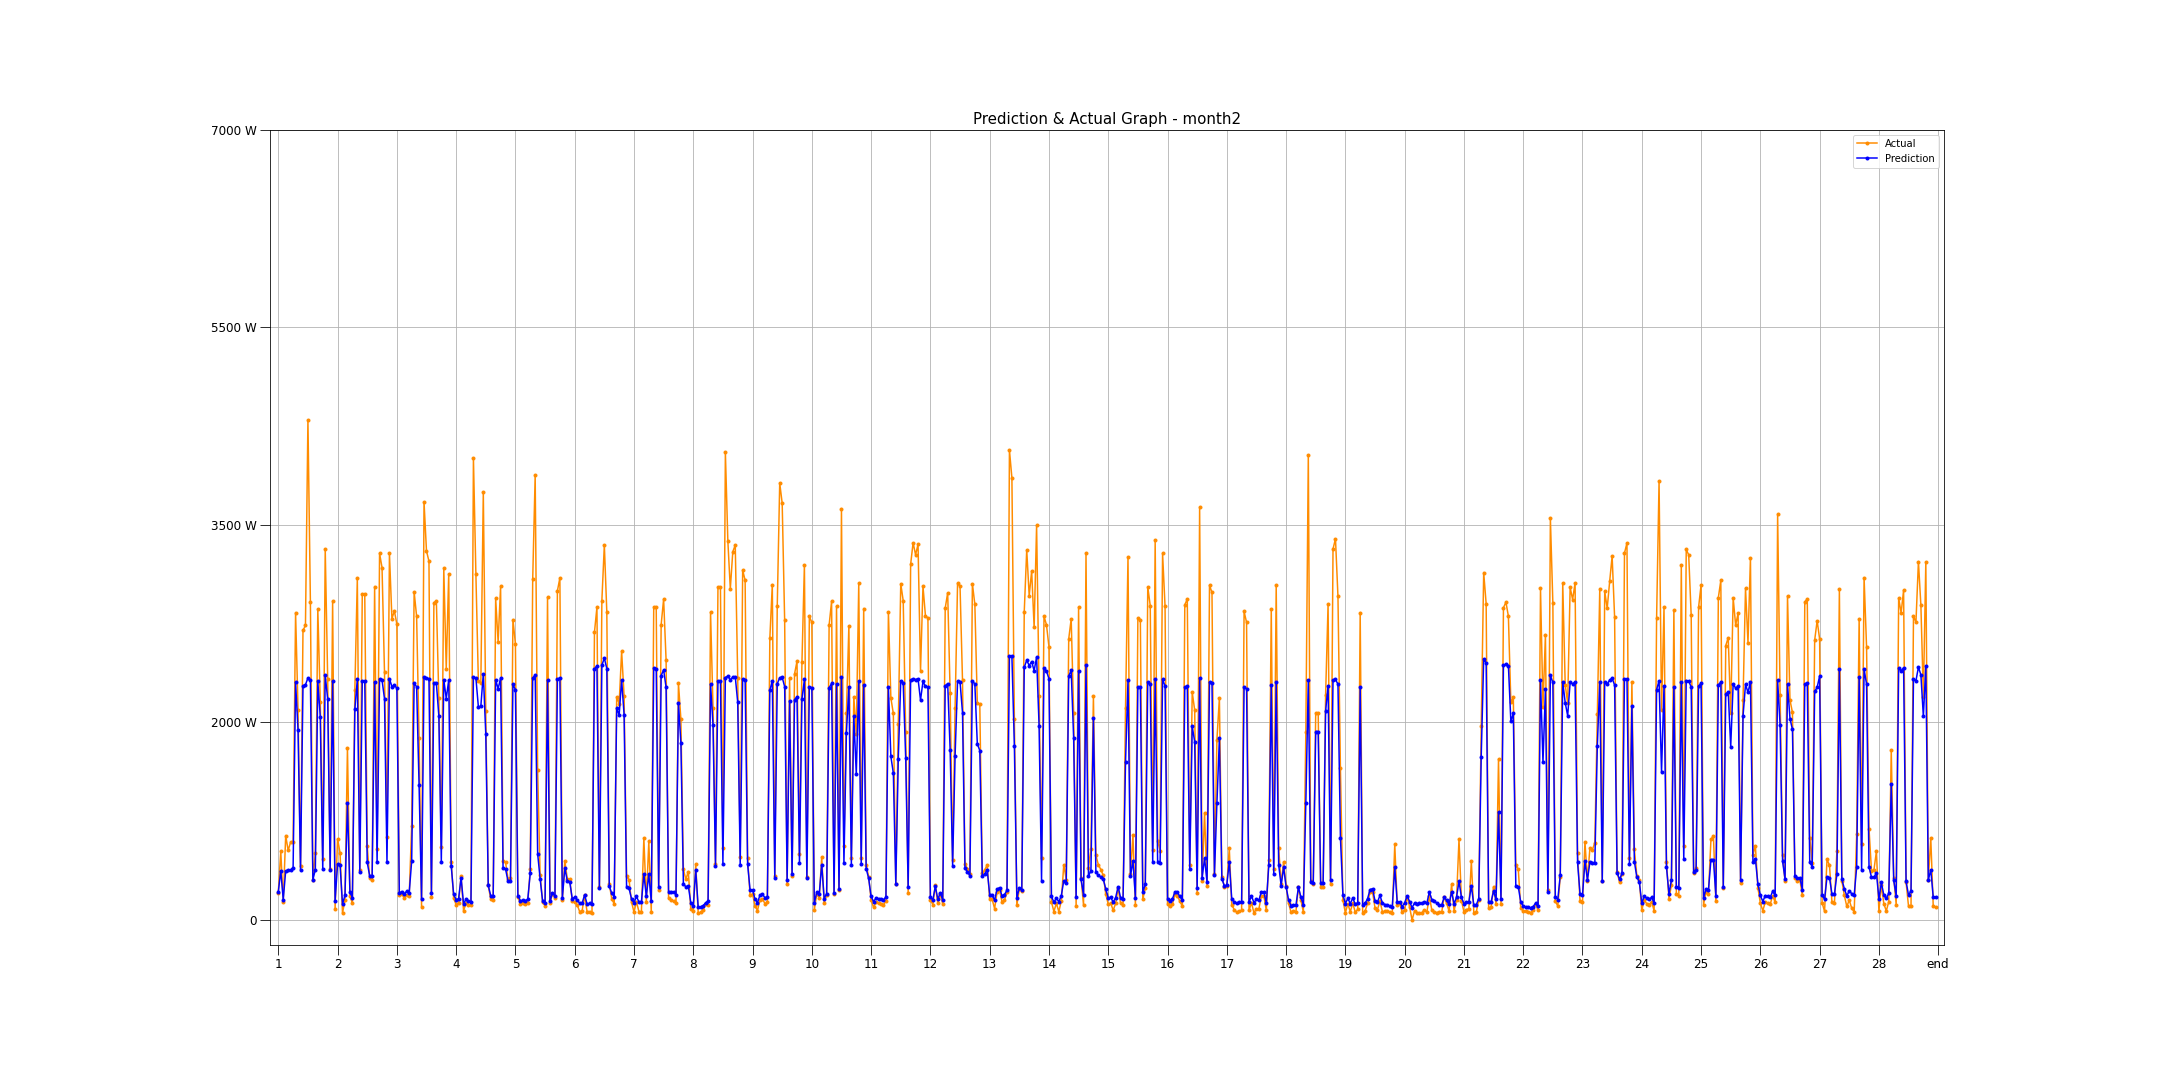 Prediction & Actual Graph - month2
7000 W
5500 W
3500 W
2000 W
0
Actual
Prediction
1 2 3 4 5 6 7 8 9 10 11 12 13 14 15 16 17 18 19 20 21 22 23 24 25 26 27 28 end